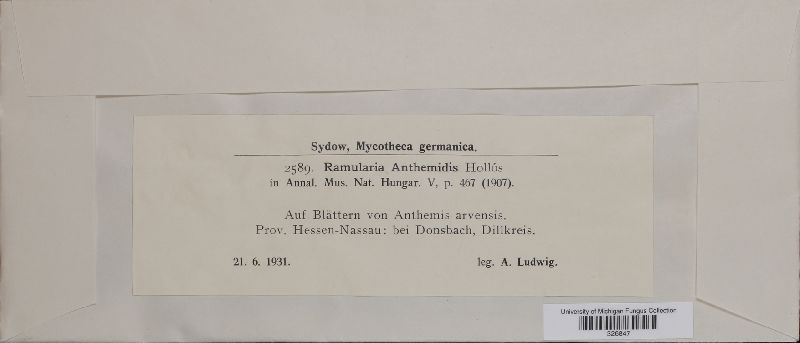 Sydow, Mycotheca germanica.
2589. Ramularia Anthemidis Hollós
in Annal. Mus. Nat. Hungar. V, p. 467 (1907).
Auf Blättern von Anthemis arvensis.
Prov. Hessen-Nassau: bei Donsbach, Dillkreis.
21. 6. 1931. leg. A. Ludwig.
University of Michigan Fungus Collection
326847